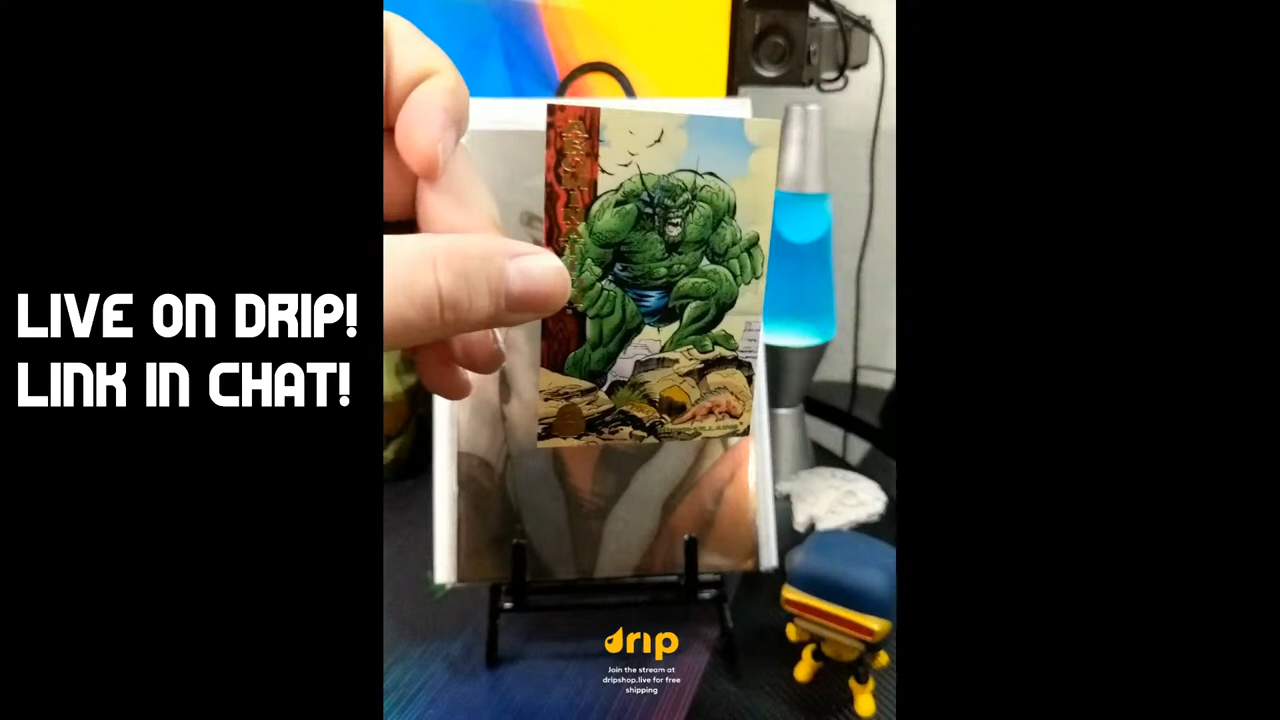 LIVE ON DRIP!
LINK IN CHAT!
drip
Join the stream at
dripshop.live for free
shipping